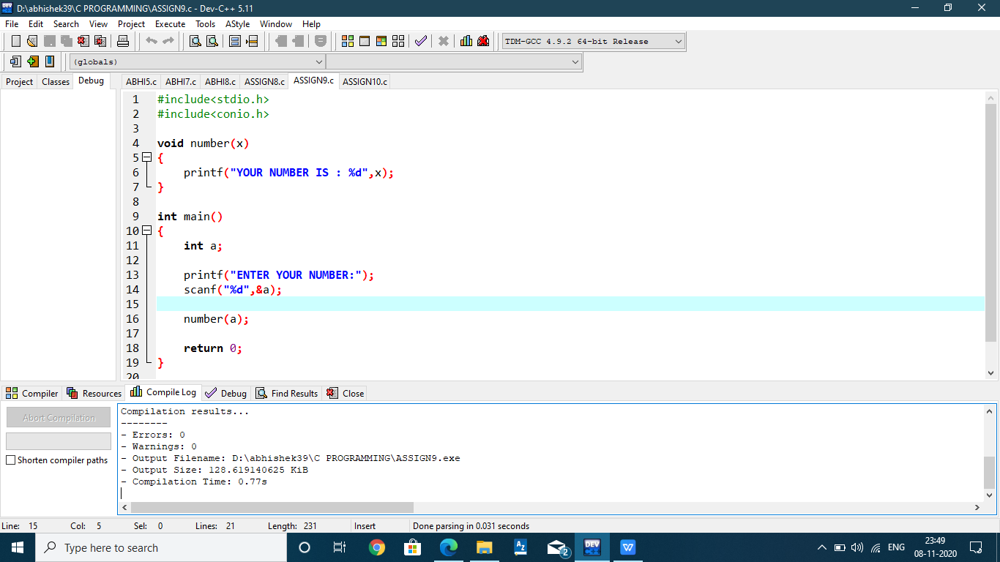 D:\abhishek39\C PROGRAMMING\ASSIGN9.c - Dev-C++ 5.11
File Edit Search View Project Execute Tools AStyle Window Help
TDM-GCC 4.9.2 64-bit Release
(globals)
Project Classes Debug
ABHI5.c ABHI7.c ABHI8.c ASSIGN8.c ASSIGN9.c ASSIGN10.c
1 #include<stdio.h>
2 #include<conio.h>
3
4 void number(x)
5 {
6 printf("YOUR NUMBER IS : %d",x);
7 }
8
9 int main()
10 {
11 int a;
12
13 printf("ENTER YOUR NUMBER:");
14 scanf("%d",&a);
15
16 number(a);
17
18 return 0;
19 }
20
Compiler Resources Compile Log Debug Find Results Close
Abort Compilation
Shorten compiler paths
Compilation results...
--------
- Errors: 0
- Warnings: 0
- Output Filename: D:\abhishek39\C PROGRAMMING\ASSIGN9.exe
- Output Size: 128.619140625 KiB
- Compilation Time: 0.77s
Line: 15 Col: 5 Sel: 0 Lines: 21 Length: 231 Insert Done parsing in 0.031 seconds
Type here to search
DEV
2
W
ENG
23:49
08-11-2020